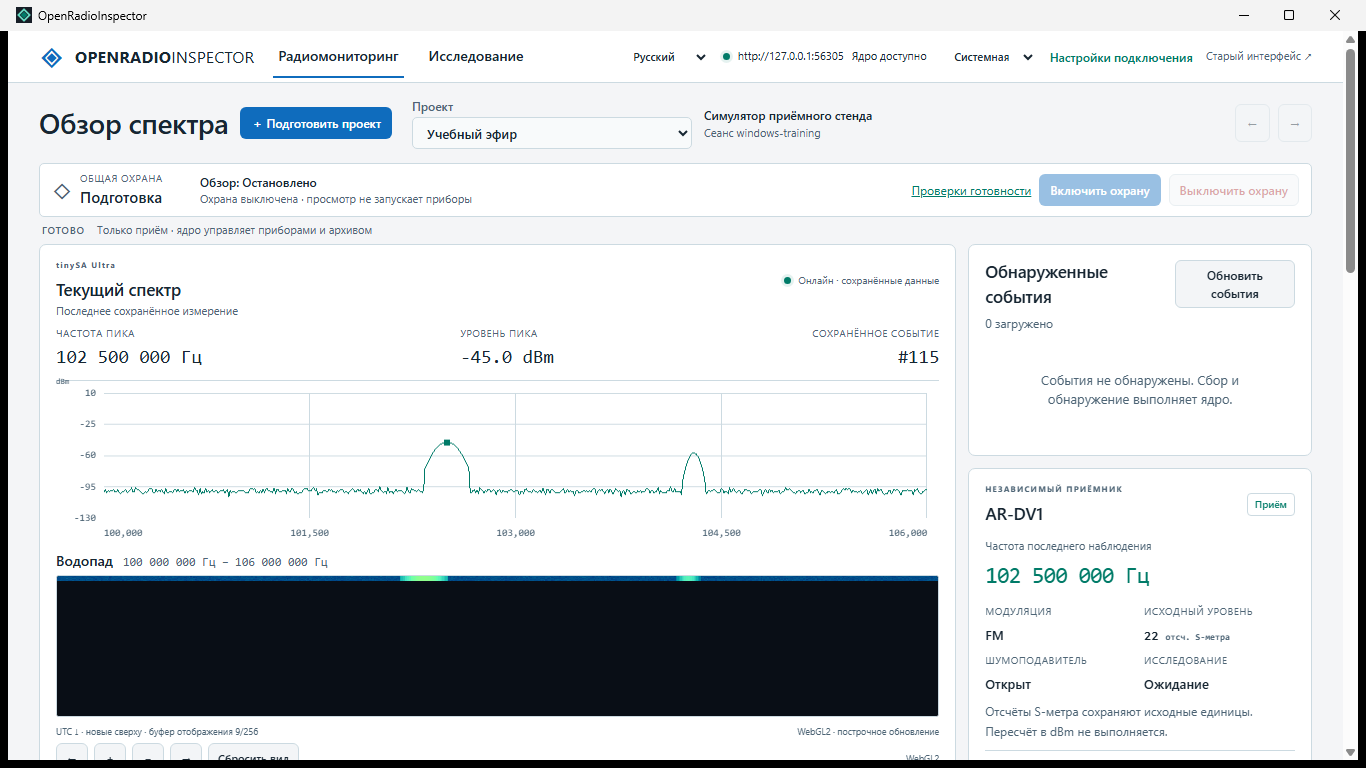 OpenRadioInspector
OPENRADIOINSPECTOR
Радиомониторинг
Исследование
Русский
http://127.0.0.1:56305 Ядро доступно
Системная
Настройки подключения
Старый интерфейс ↗
Обзор спектра
+ Подготовить проект
Проект
Учебный эфир
Симулятор приёмного стенда
Сеанс windows-training
← →
ОБЩАЯ ОХРАНА
Подготовка
Обзор: Остановлено
Охрана выключена · просмотр не запускает приборы
Проверки готовности
Включить охрану
Выключить охрану
ГОТОВО Только приём · ядро управляет приборами и архивом
tinySA Ultra
Текущий спектр
Последнее сохранённое измерение
Онлайн · сохранённые данные
ЧАСТОТА ПИКА
102 500 000 Гц
УРОВЕНЬ ПИКА
-45.0 dBm
СОХРАНЁННОЕ СОБЫТИЕ
#115
dBm
10
-25
-60
-95
-130
100,000 101,500 103,000 104,500 106,000
Водопад 100 000 000 Гц – 106 000 000 Гц
UTC ↓ · новые сверху · буфер отображения 9/256
WebGL2 · построчное обновление
← + − →
Сбросить вид
WebGL2
Обнаруженные
события
Обновить
события
0 загружено
События не обнаружены. Сбор и
обнаружение выполняет ядро.
НЕЗАВИСИМЫЙ ПРИЁМНИК
AR-DV1
Приём
Частота последнего наблюдения
102 500 000 Гц
МОДУЛЯЦИЯ
FM
ИСХОДНЫЙ УРОВЕНЬ
22 отсч. S-метра
ШУМОПОДАВИТЕЛЬ
Открыт
ИССЛЕДОВАНИЕ
Ожидание
Отсчёты S-метра сохраняют исходные единицы.
Пересчёт в dBm не выполняется.